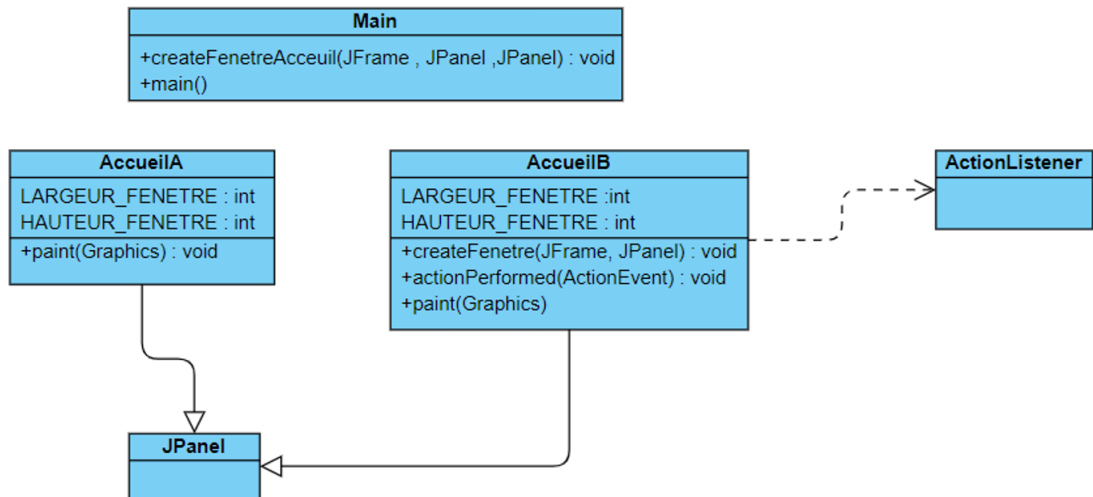 Main
+createFenetreAcceuil(JFrame , JPanel ,JPanel) : void
+main()
AccueilA
LARGEUR_FENETRE : int
HAUTEUR_FENETRE : int
+paint(Graphics) : void
AccueilB
LARGEUR_FENETRE :int
HAUTEUR_FENETRE : int
+createFenetre(JFrame, JPanel) : void
+actionPerformed(ActionEvent) : void
+paint(Graphics)
ActionListener
JPanel